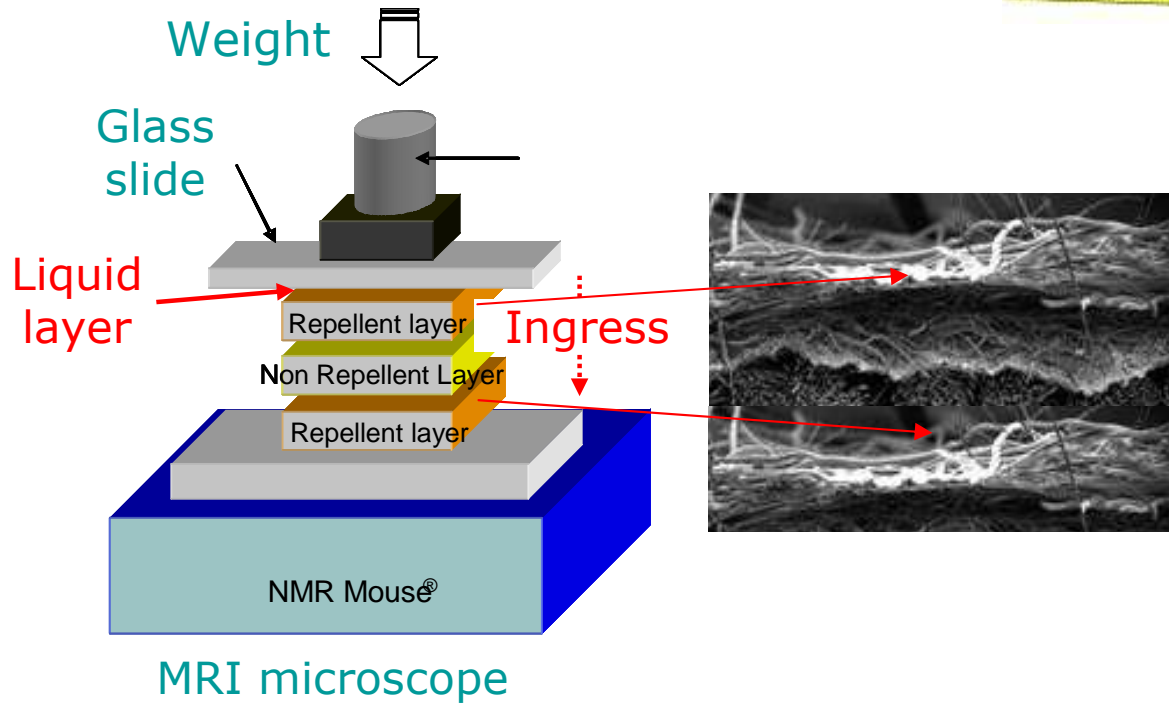 Weight
Glass
slide
Liquid
layer
Repellent layer
Ingress
Non Repellent Layer
Repellent layer
NMR Mouse®
MRI microscope